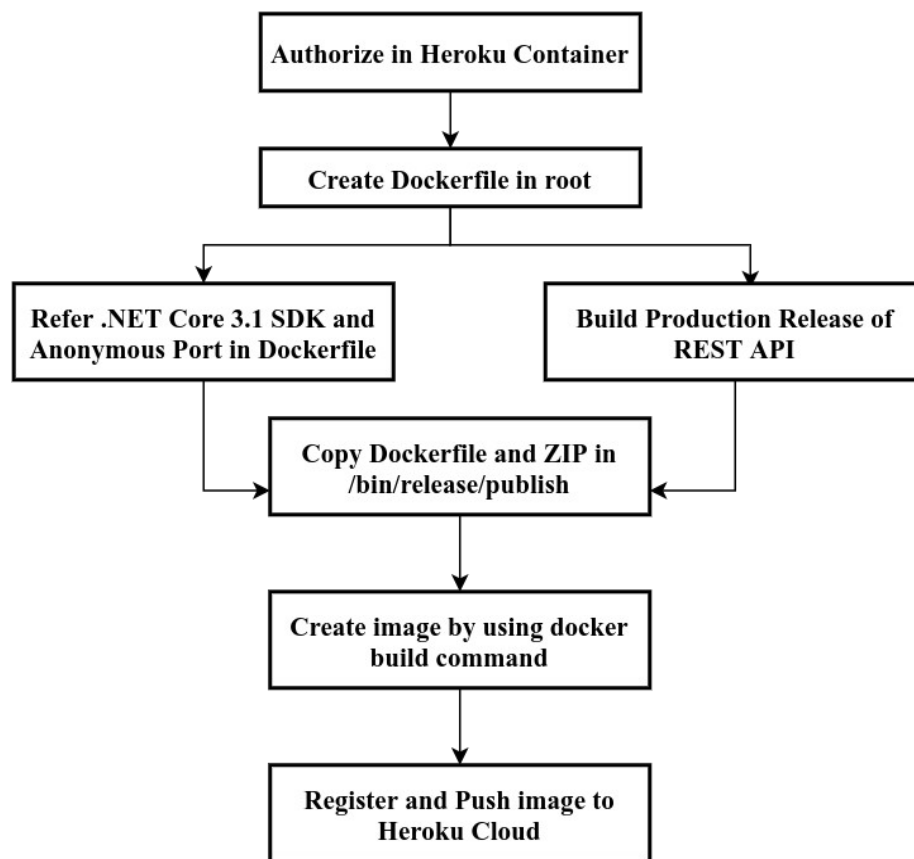 Authorize in Heroku Container
Create Dockerfile in root
Refer .NET Core 3.1 SDK and
Anonymous Port in Dockerfile
Build Production Release of
REST API
Copy Dockerfile and ZIP in
/bin/release/publish
Create image by using docker
build command
Register and Push image to
Heroku Cloud